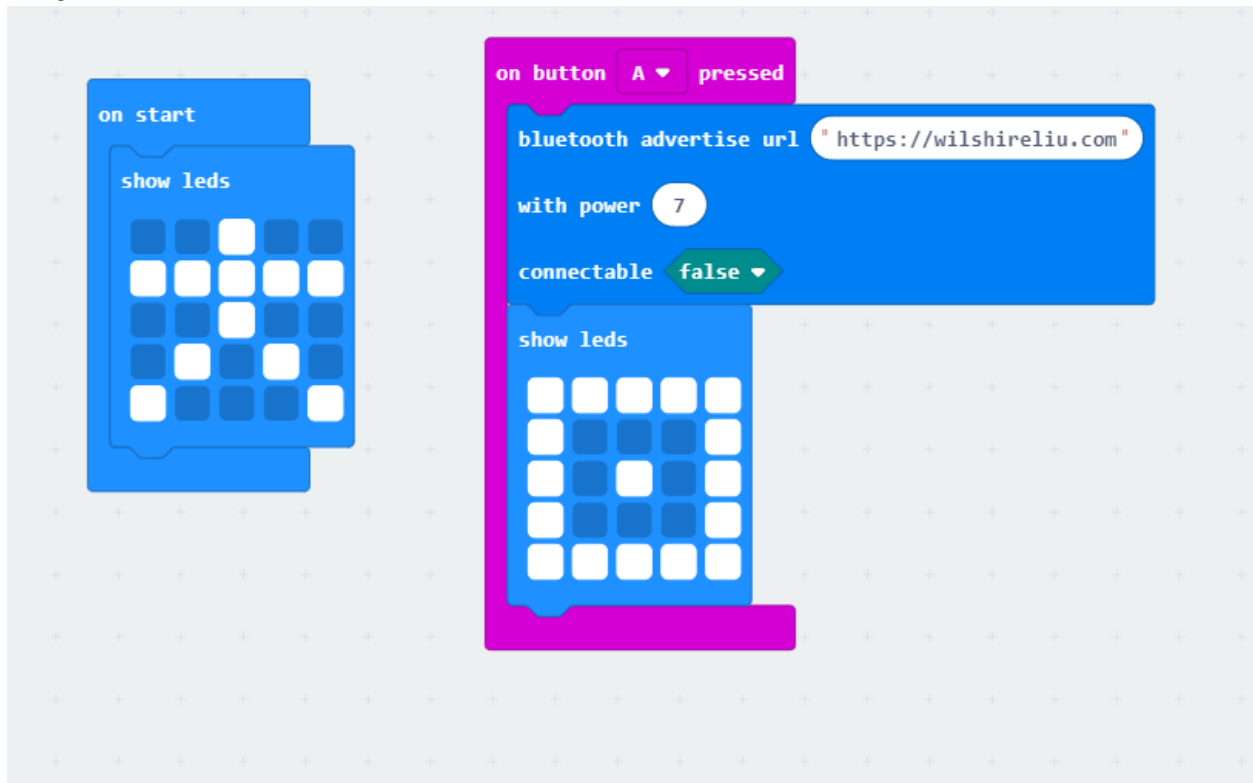 on start
show leds
on button A pressed
bluetooth advertise url "https://wilshireliu.com"
with power 7
connectable false
show leds